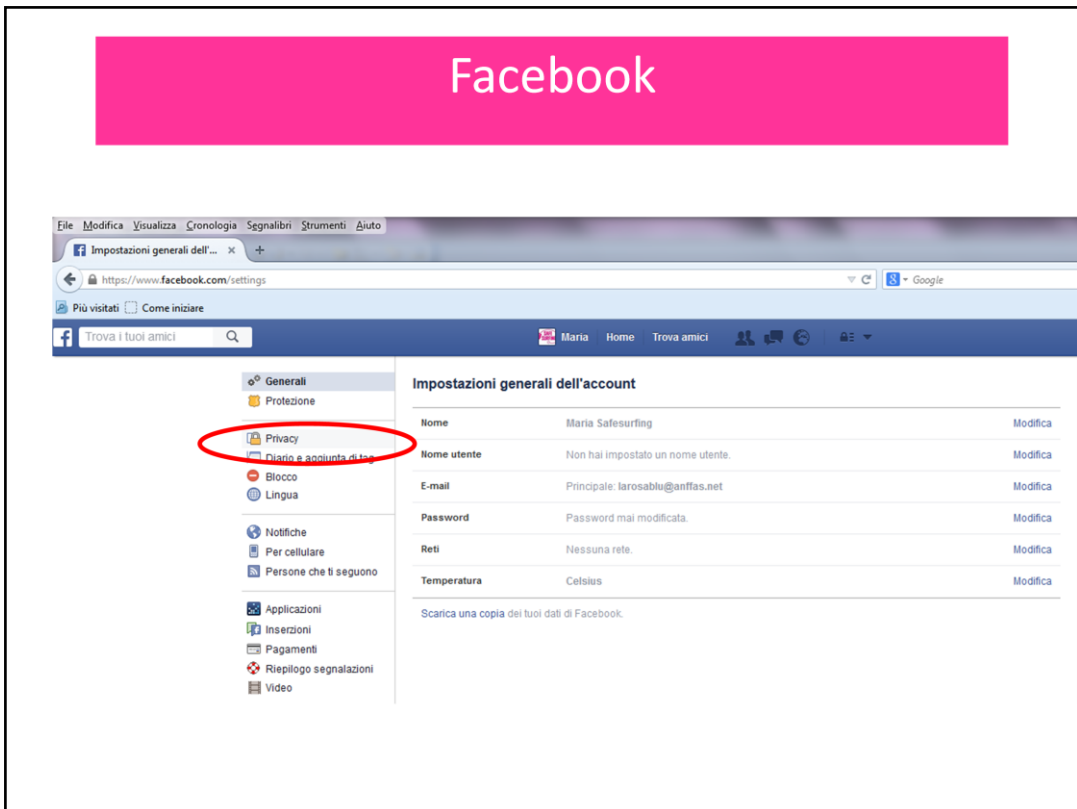 Facebook
File Modifica Visualizza Cronologia Segnalibri Strumenti Aiuto
Impostazioni generali dell'... × +
https://www.facebook.com/settings Google
Più visitati Come iniziare
Trova i tuoi amici Maria Home Trova amici
Generali
Protezione
Privacy
Diario e aggiunta di tag
Blocco
Lingua
Notifiche
Per cellulare
Persone che ti seguono
Applicazioni
Inserzioni
Pagamenti
Riepilogo segnalazioni
Video
Impostazioni generali dell'account
Nome Maria Safesurfing Modifica
Nome utente Non hai impostato un nome utente. Modifica
E-mail Principale: larosablu@anffas.net Modifica
Password Password mai modificata. Modifica
Reti Nessuna rete. Modifica
Temperatura Celsius Modifica
Scarica una copia dei tuoi dati di Facebook.